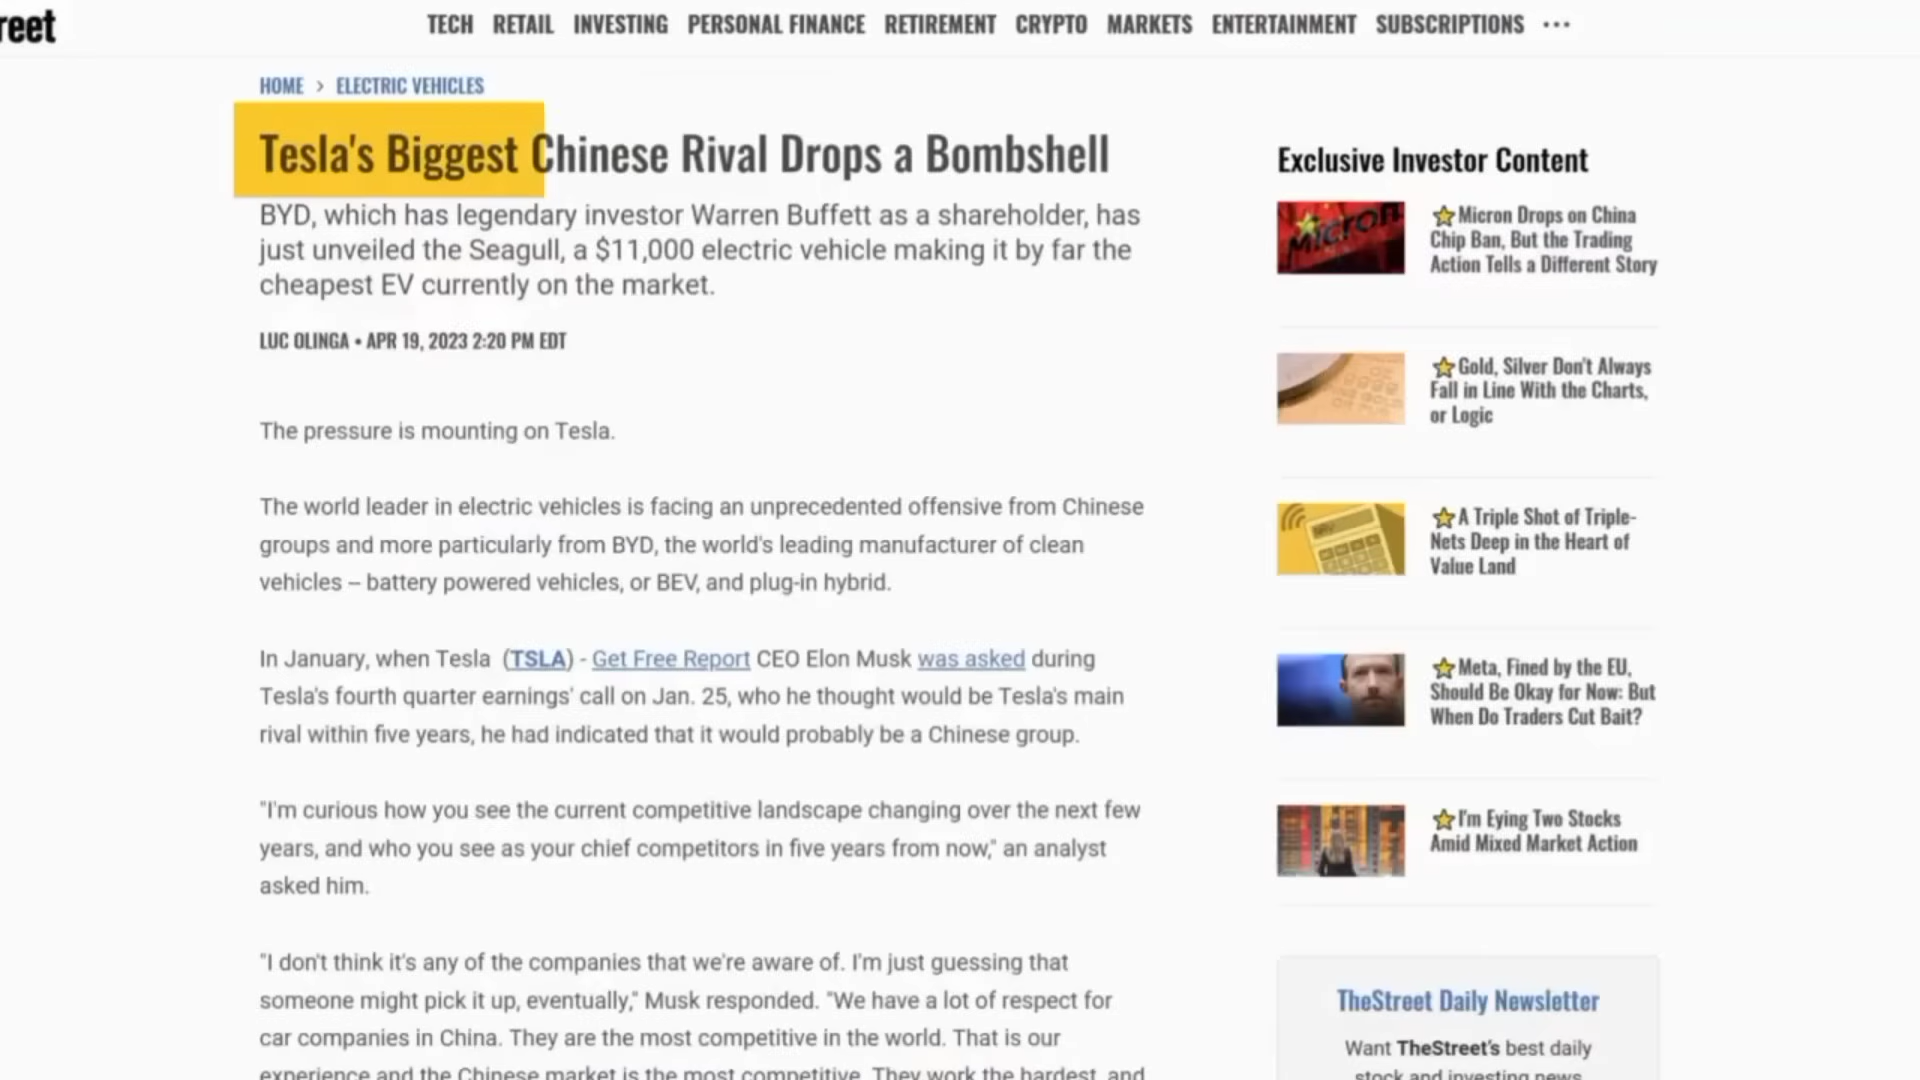 reet
TECH RETAIL INVESTING PERSONAL FINANCE RETIREMENT CRYPTO MARKETS ENTERTAINMENT SUBSCRIPTIONS ...
HOME > ELECTRIC VEHICLES
Tesla's Biggest Chinese Rival Drops a Bombshell
BYD, which has legendary investor Warren Buffett as a shareholder, has
just unveiled the Seagull, a $11,000 electric vehicle making it by far the
cheapest EV currently on the market.
LUC OLINGA • APR 19, 2023 2:20 PM EDT
The pressure is mounting on Tesla.
The world leader in electric vehicles is facing an unprecedented offensive from Chinese
groups and more particularly from BYD, the world's leading manufacturer of clean
vehicles – battery powered vehicles, or BEV, and plug-in hybrid.
In January, when Tesla (TSLA) - Get Free Report CEO Elon Musk was asked during
Tesla's fourth quarter earnings' call on Jan. 25, who he thought would be Tesla's main
rival within five years, he had indicated that it would probably be a Chinese group.
"I'm curious how you see the current competitive landscape changing over the next few
years, and who you see as your chief competitors in five years from now," an analyst
asked him.
"I don't think it's any of the companies that we're aware of. I'm just guessing that
someone might pick it up, eventually," Musk responded. "We have a lot of respect for
car companies in China. They are the most competitive in the world. That is our
experience and the Chinese market is the most competitive. They work the hardest, and
Exclusive Investor Content
Micron
Micron Drops on China
Chip Ban, But the Trading
Action Tells a Different Story
Gold, Silver Don't Always
Fall in Line With the Charts,
or Logic
A Triple Shot of Triple-
Nets Deep in the Heart of
Value Land
Meta, Fined by the EU,
Should Be Okay for Now: But
When Do Traders Cut Bait?
I'm Eying Two Stocks
Amid Mixed Market Action
TheStreet Daily Newsletter
Want TheStreet's best daily
stock and investing news